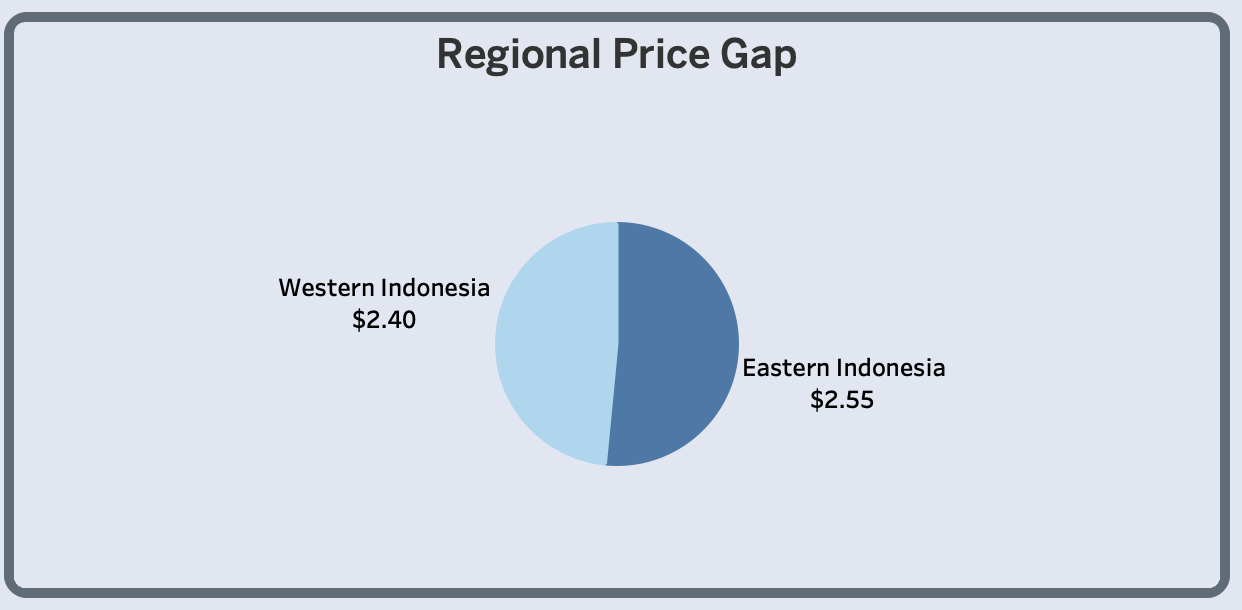 Regional Price Gap
Western Indonesia
$2.40
Eastern Indonesia
$2.55